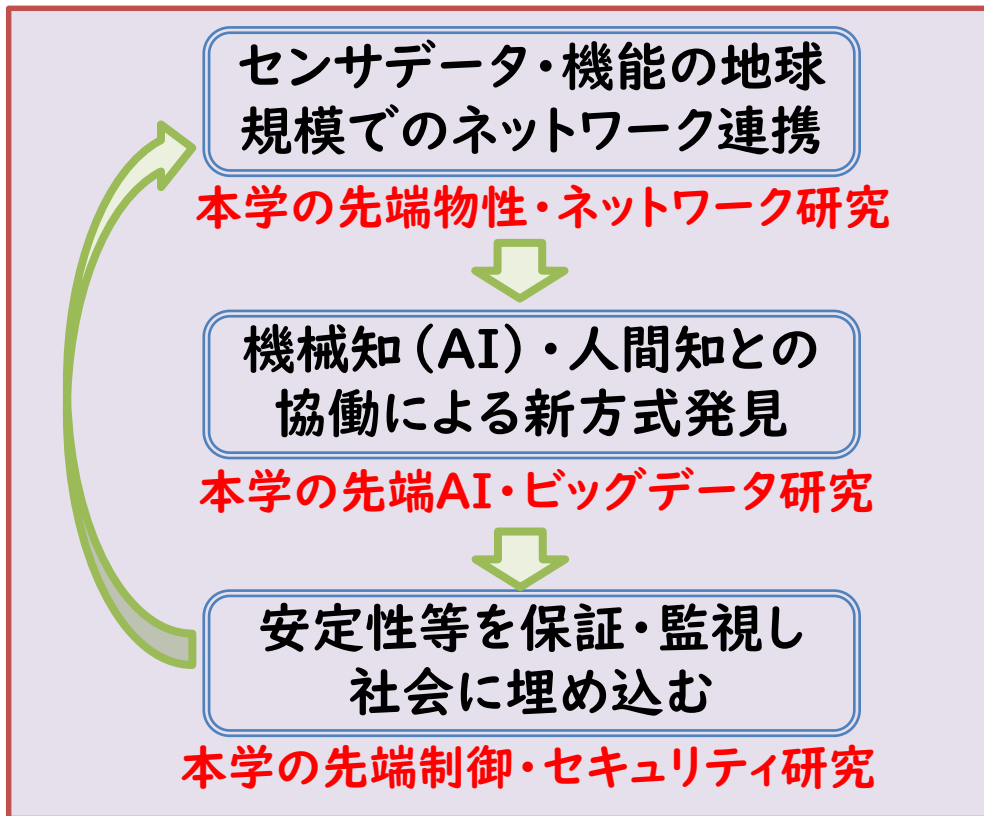 センサデータ・機能の地球
規模でのネットワーク連携
本学の先端物性・ネットワーク研究
機械知（AI）・人間知との
協働による新方式発見
本学の先端AI・ビッグデータ研究
安定性等を保証・監視し
社会に埋め込む
本学の先端制御・セキュリティ研究